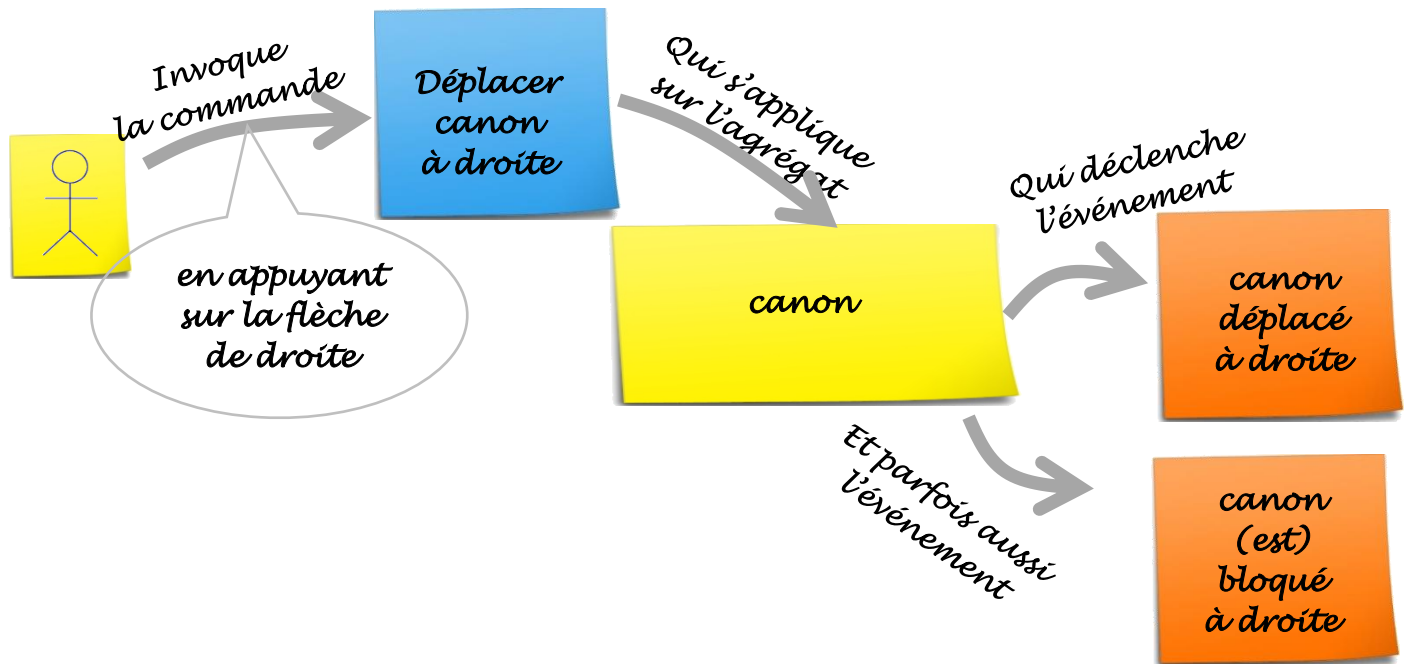 Invoque
la commande
Déplacer
canon
à droite
Qui s'applique
sur l'agrégat
en appuyant
sur la flèche
de droite
canon
Qui déclenche
l'événement
canon
déplacé
à droite
Et parfois aussi
l'événement
canon
(est)
bloqué
à droite